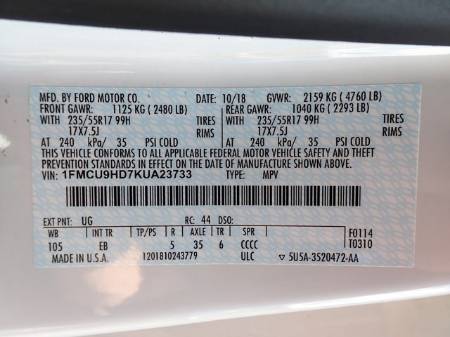 MFD. BY FORD MOTOR CO. DATE: 10/18 GVWR: 2159 KG ( 4760 LB)
FRONT GAWR: 1125 KG ( 2480 LB) REAR GAWR: 1040 KG ( 2293 LB)
WITH 235/55R17 99H TIRES WITH 235/55R17 99H TIRES
17X7.5J RIMS 17X7.5J RIMS
AT 240 kPa/ 35 PSI COLD AT 240 kPa/ 35 PSI COLD
THIS VEHICLE CONFORMS TO ALL APPLICABLE FEDERAL MOTOR VEHICLE SAFETY AND THEFT
PREVENTION STANDARDS IN EFFECT ON THE DATE OF MANUFACTURE SHOWN ABOVE.
VIN: 1FMCU9HD7KUA23733 TYPE: MPV
EXT PNT: UG RC: 44 DSO: F0114
WB INT TR TP/PS R AXLE TR SPR T0310
105 EB 5 35 6 CCCC
MADE IN U.S.A. 1201810243779 ULC 5U5A-3S20472-AA